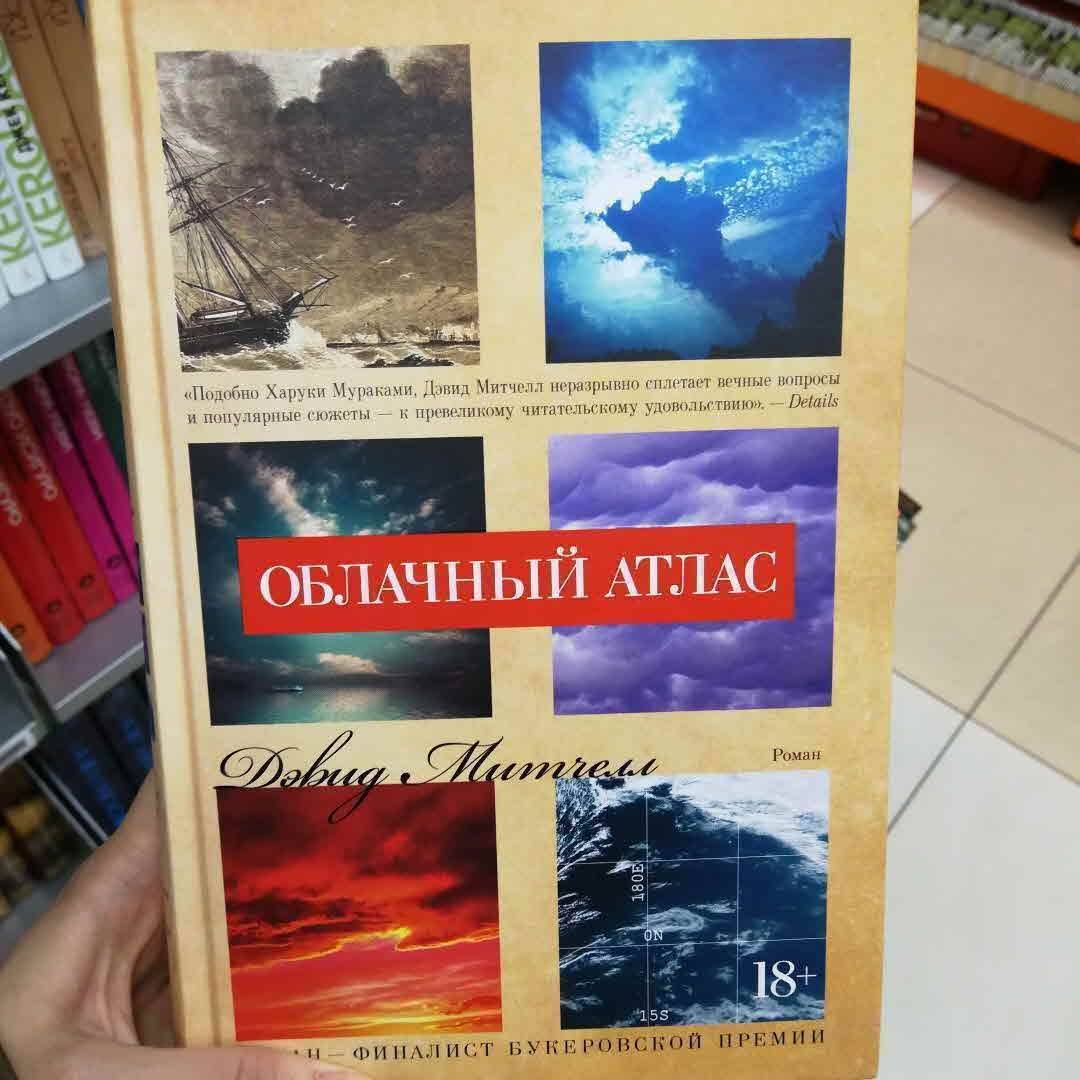 «Подобно Харуки Мураками, Дэвид Митчелл неразрывно сплетает вечные вопросы
и популярные сюжеты — к превеликому читательскому удовольствию». — Details
ОБЛАЧНЫЙ АТЛАС
Дэвид Митчелл
Роман
180E
0N
18+
15S
— ФИНАЛИСТ БУКЕРОВСКОЙ ПРЕМИИ
KERO